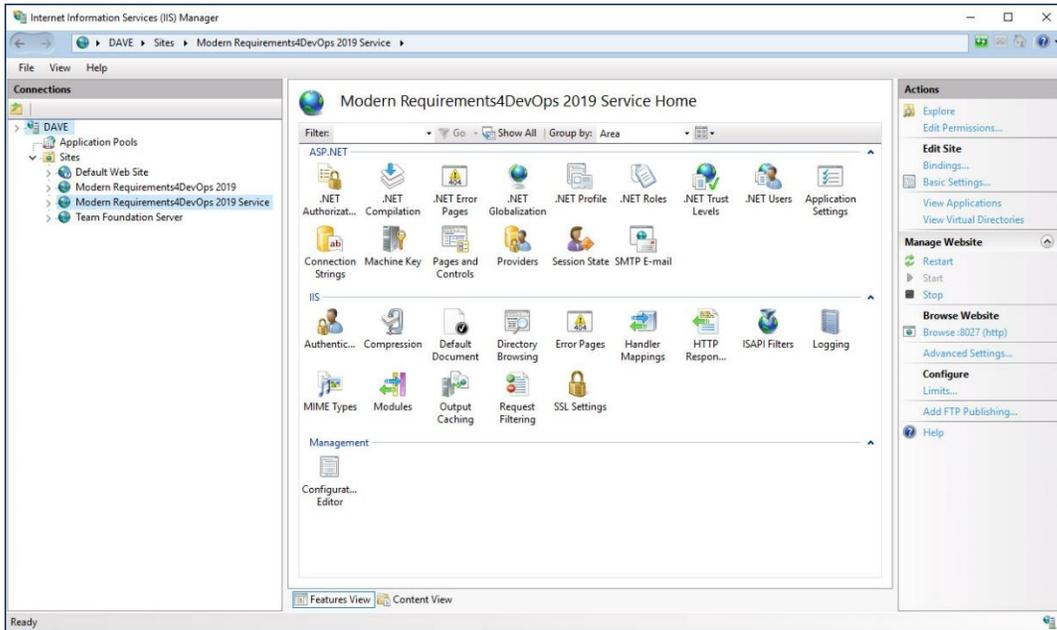 Internet Information Services (IIS) Manager
DAVE Sites Modern Requirements4DevOps 2019 Service
File View Help
Connections
DAVE
Application Pools
Sites
Default Web Site
Modern Requirements4DevOps 2019
Modern Requirements4DevOps 2019 Service
Team Foundation Server
Modern Requirements4DevOps 2019 Service Home
Filter: Go Show All Group by: Area
ASP.NET
.NET Authorizat...
.NET Compilation
.NET Error Pages
.NET Globalization
.NET Profile
.NET Roles
.NET Trust Levels
.NET Users
Application Settings
Connection Strings
Machine Key
Pages and Controls
Providers
Session State
SMTP E-mail
IIS
Authentic...
Compression
Default Document
Directory Browsing
Error Pages
Handler Mappings
HTTP Respon...
ISAPI Filters
Logging
MIME Types
Modules
Output Caching
Request Filtering
SSL Settings
Management
Configurat... Editor
Features View Content View
Actions
Explore
Edit Permissions...
Edit Site
Bindings...
Basic Settings...
View Applications
View Virtual Directories
Manage Website
Restart
Start
Stop
Browse Website
Browse :8027 (http)
Advanced Settings...
Configure
Limits...
Add FTP Publishing...
Help
Ready